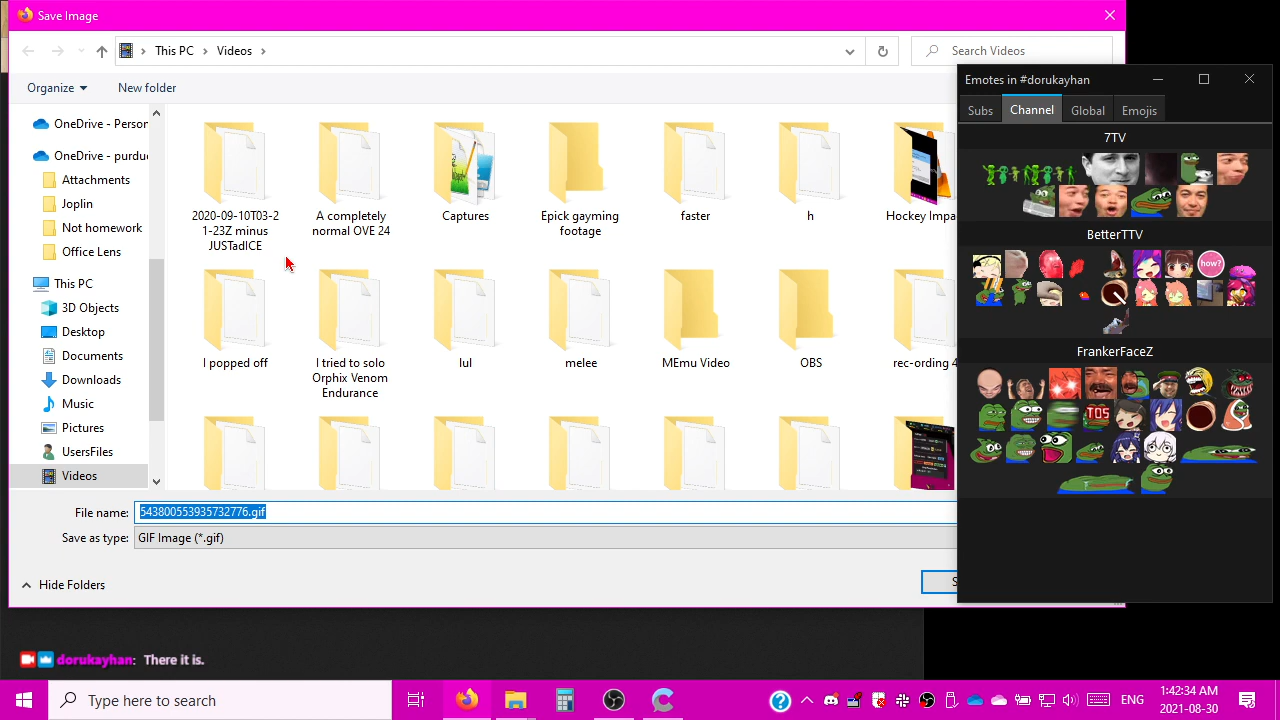 Save Image
This PC
Videos
Search Videos
Organize
New folder
OneDrive - Person
OneDrive - purdue
Attachments
Joplin
Not homework
Office Lens
This PC
3D Objects
Desktop
Documents
Downloads
Music
Pictures
UsersFiles
Videos
2020-09-10T03-2
1-23Z minus
JUSTadICE
A completely
normal OVE 24
Captures
Epick gayming
footage
faster
h
Hockey Impa
I popped off
I tried to solo
Orphix Venom
Endurance
lul
melee
MEmu Video
OBS
rec-ording 4
File name:
543800553935732776.gif
Save as type:
GIF Image (*.gif)
Hide Folders
S
Emotes in #dorukayhan
Subs
Channel
Global
Emojis
7TV
BetterTTV
how?
FrankerFaceZ
TOS
dorukayhan: There it is.
Type here to search
ENG
1:42:34 AM
2021-08-30